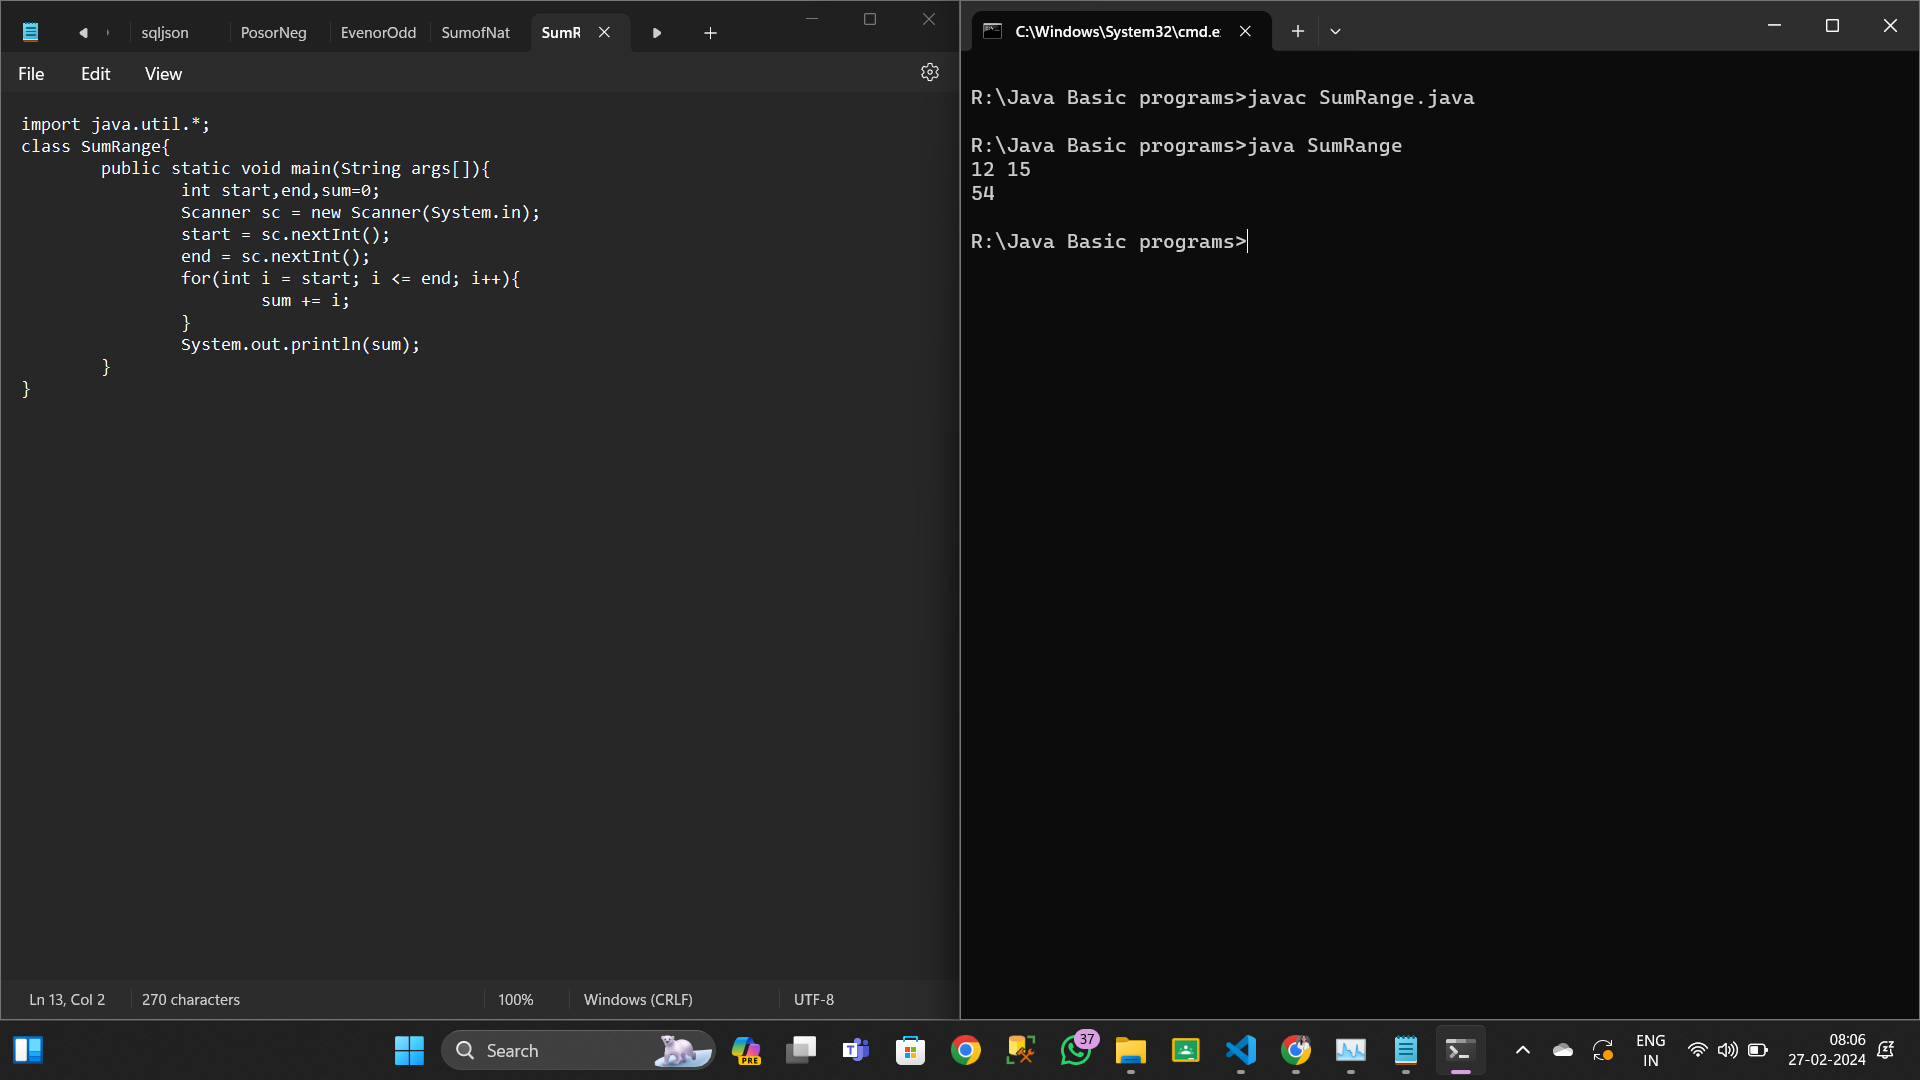 sqljson PosorNeg EvenorOdd SumofNat SumR
File Edit View
import java.util.*;
class SumRange{
public static void main(String args[]){
int start,end,sum=0;
Scanner sc = new Scanner(System.in);
start = sc.nextInt();
end = sc.nextInt();
for(int i = start; i <= end; i++){
sum += i;
}
System.out.println(sum);
}
}
Ln 13, Col 2 270 characters 100% Windows (CRLF) UTF-8
C:\Windows\System32\cmd.e
R:\Java Basic programs>javac SumRange.java
R:\Java Basic programs>java SumRange
12 15
54
R:\Java Basic programs>
Search
PRE
37
ENG
IN
08:06
27-02-2024